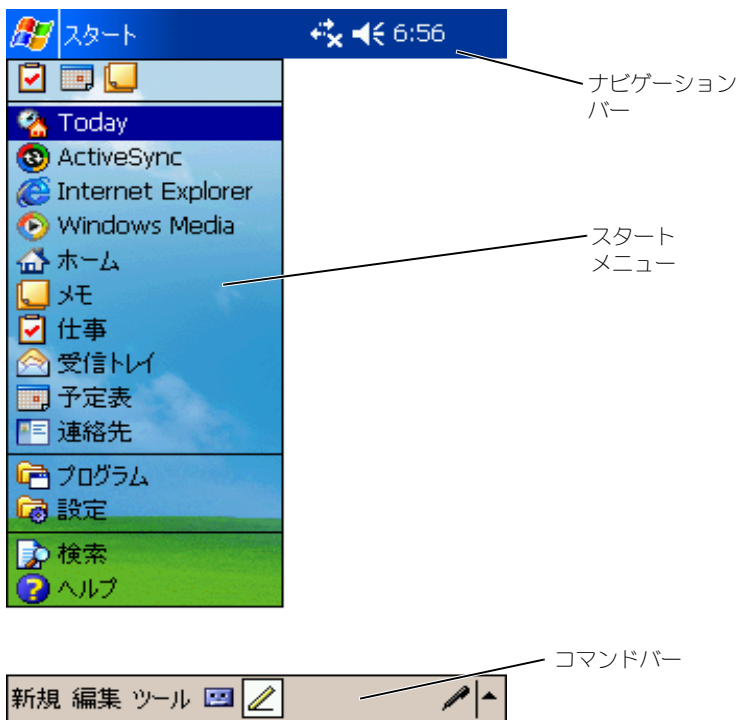 スタート 6:56
ナビゲーション
バー
Today
ActiveSync
Internet Explorer
Windows Media
ホーム
メモ
仕事
受信トレイ
予定表
連絡先
プログラム
設定
検索
ヘルプ
スタート
メニュー
コマンドバー
新規 編集 ツール